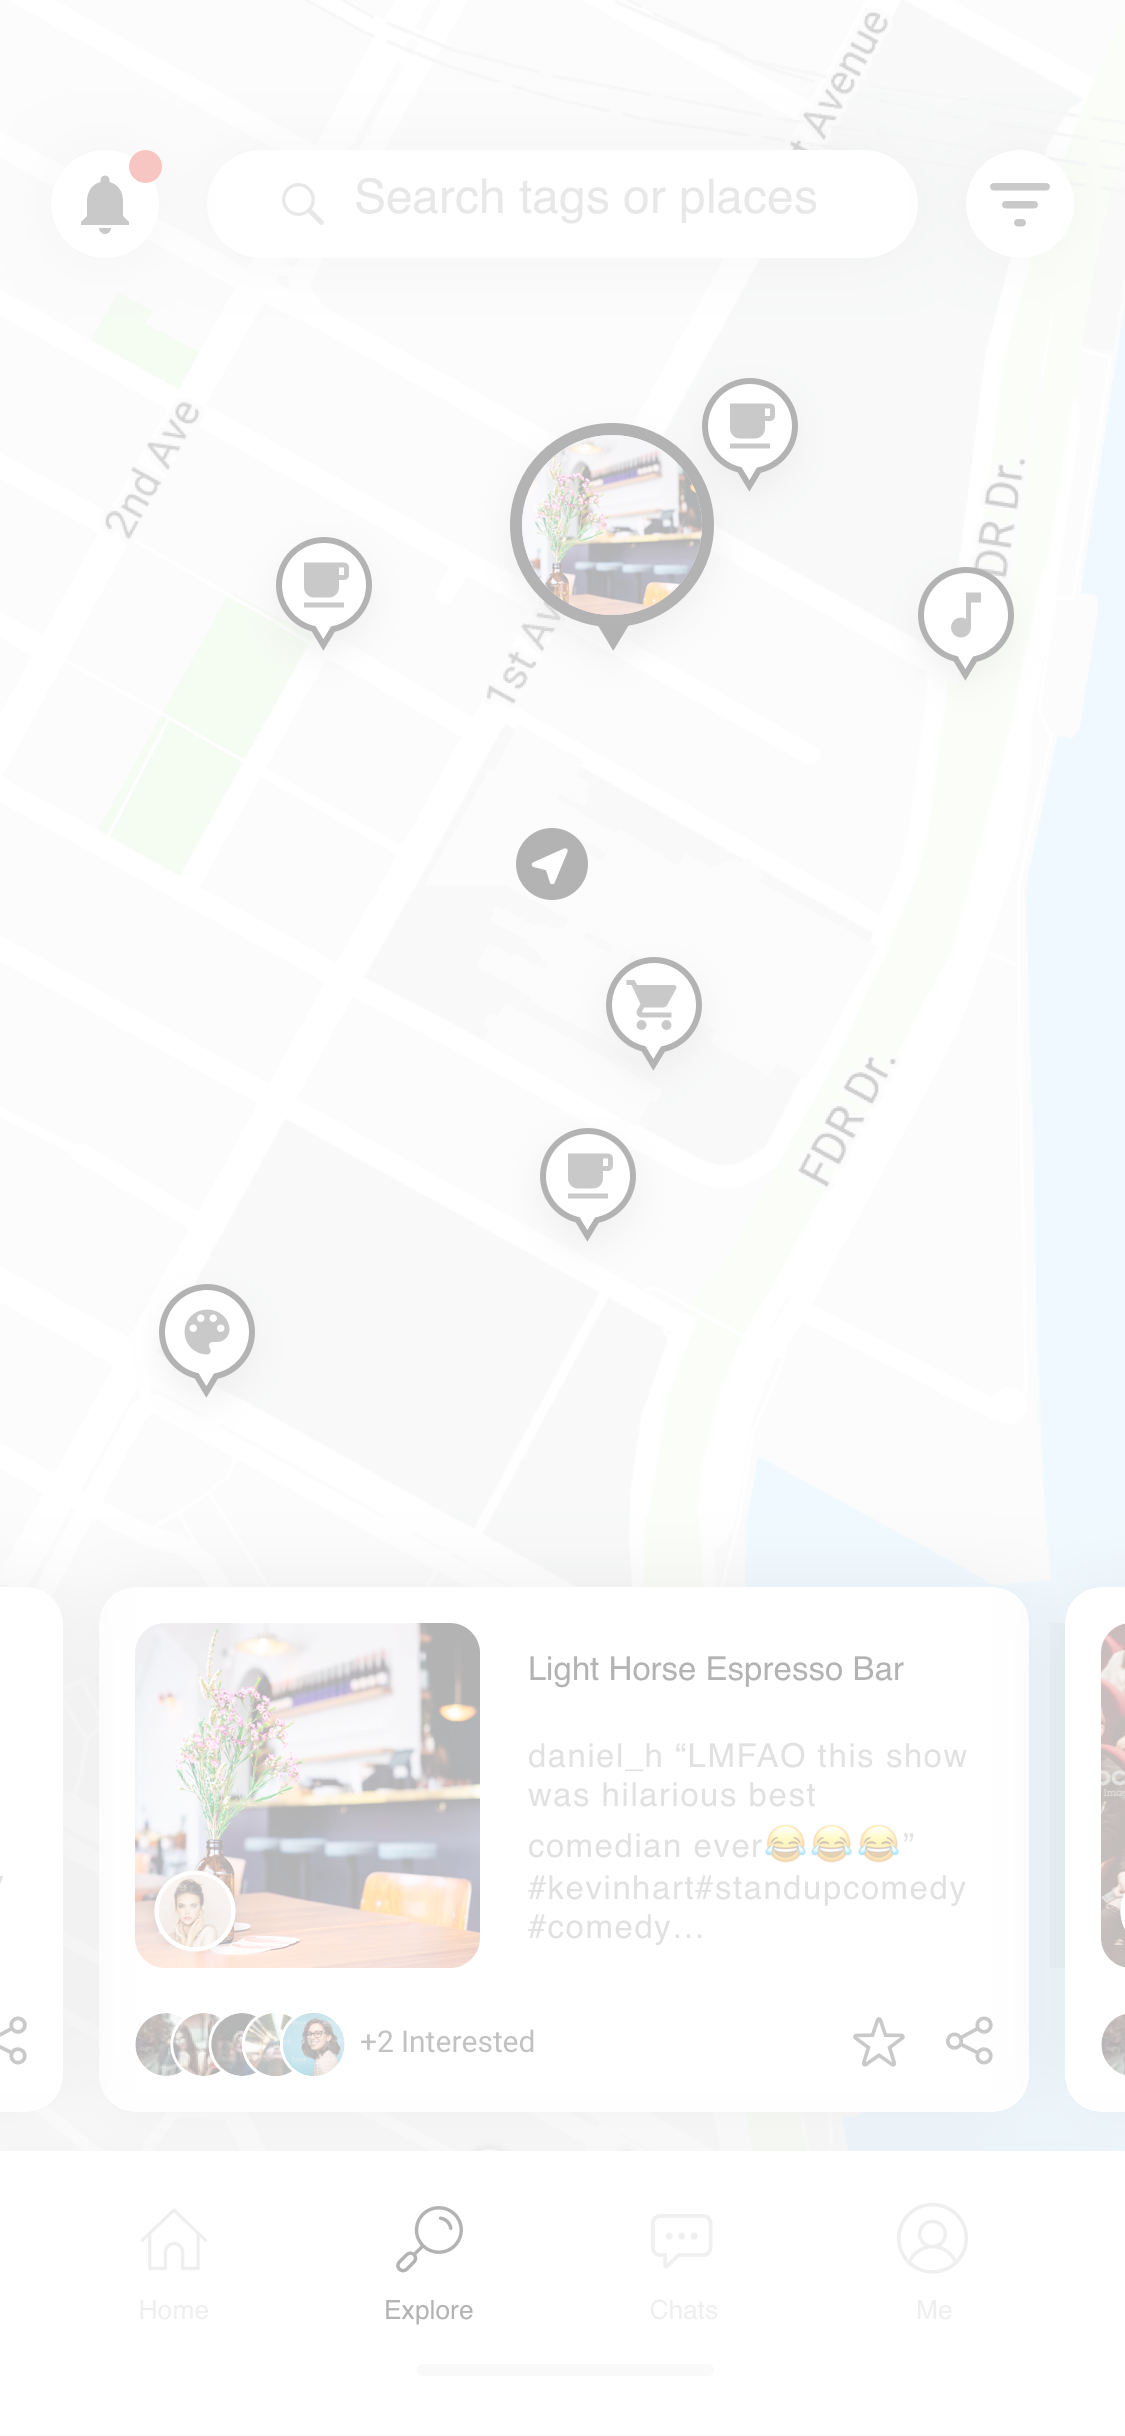 t Avenue
Search tags or places
2nd Ave
DR Dr.
1st Av
FDR Dr.
Light Horse Espresso Bar
daniel_h “LMFAO this show
was hilarious best
comedian ever😂😂😂”
#kevinhart#standupcomedy
#comedy...
+2 Interested
Home
Explore
Chats
Me